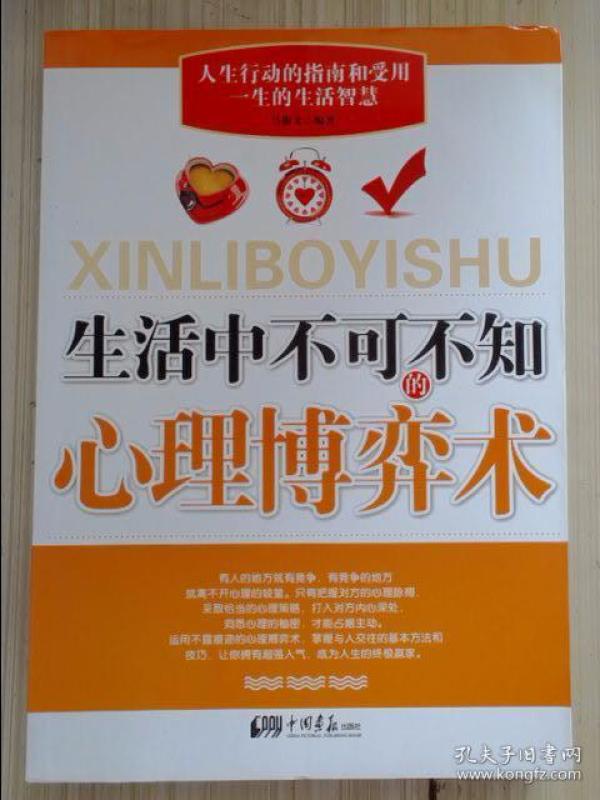 人生行动的指南和受用
一生的生活智慧
编著
XINLIBOYISHU
生活中不可不知
的
心理博弈术
有人的地方就有竞争，有竞争的地方
就离不开心理的较量。只有把握对方的心理脉搏，
采取恰当的心理策略，打入对方内心深处，
洞悉心理的秘密，才能占据主动。
运用不露痕迹的心理博弈术，掌握与人交往的基本方法和
技巧，让你拥有超强人气，成为人生的终极赢家。
中国画报出版社
孔夫子旧书网
www.kongfz.com